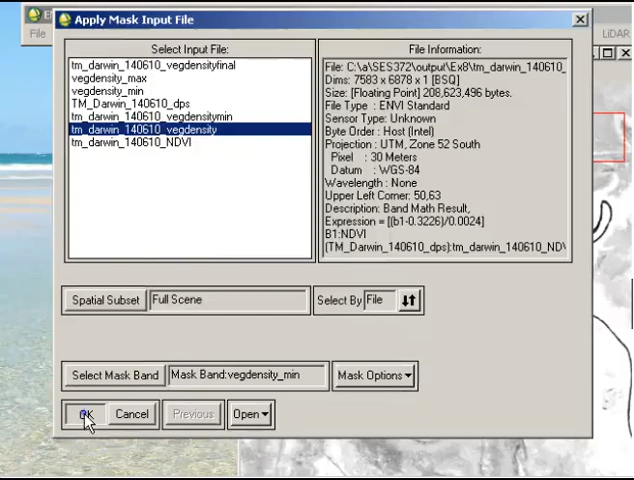 Apply Mask Input File
File
LiDAR
Select Input File:
tm_darwin_140610_vegdensityfinal
vegdensity_max
vegdensity_min
TM_Darwin_140610_dps
tm_darwin_140610_vegdensitymin
tm_darwin_140610_vegdensity
tm_darwin_140610_NDVI
File Information:
File: C:\a\SES372\output\Ex8\tm_darwin_140610_
Dims: 7583 x 6878 x 1 [BSQ]
Size: [Floating Point] 208,623,496 bytes.
File Type : ENVI Standard
Sensor Type: Unknown
Byte Order : Host (Intel)
Projection : UTM, Zone 52 South
Pixel : 30 Meters
Datum : WGS-84
Wavelength : None
Upper Left Corner: 50,63
Description: Band Math Result,
Expression = [(b1-0.3226)/0.0024]
B1:NDVI
(TM_Darwin_140610_dps):tm_darwin_140610_ND
Spatial Subset Full Scene
Select By File
Select Mask Band Mask Band:vegdensity_min
Mask Options
OK Cancel Previous Open